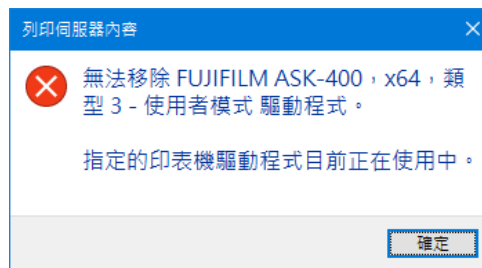 列印伺服器內容
無法移除 FUJIFILM ASK-400，x64，類
型 3 - 使用者模式 驅動程式。
指定的印表機驅動程式目前正在使用中。
確定